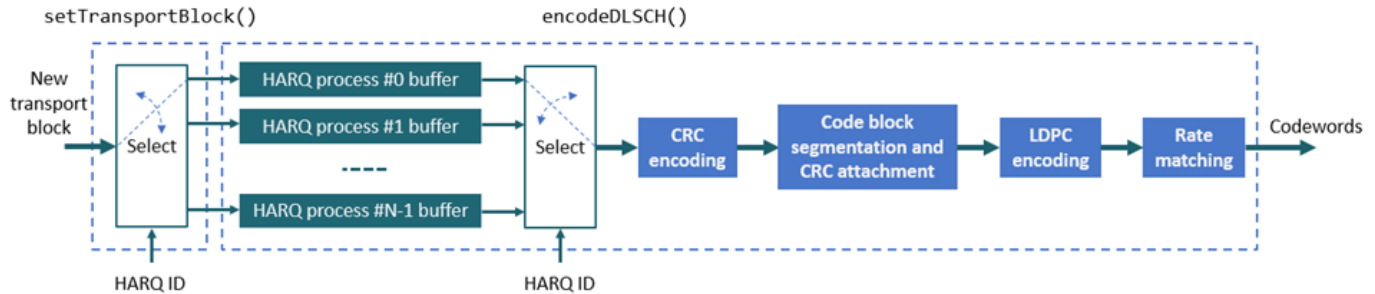 setTransportBlock()
encodeDLSCH()
New
transport
block
Select
HARQ ID
HARQ process #0 buffer
HARQ process #1 buffer
HARQ process #N-1 buffer
Select
HARQ ID
CRC
encoding
Code block
segmentation and
CRC attachment
LDPC
encoding
Rate
matching
Codewords